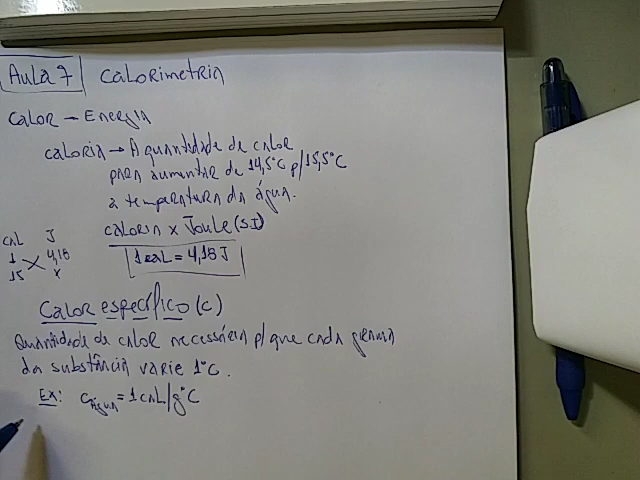 Aula 7 Calorimetria
Calor - Energia
caloria → A quantidade de calor
para aumentar de 14,5°C p/ 15,5°C
a temperatura da água.
caloria x Joule (S.I)
cal J
1 4,18
15 x
1 cal = 4,18 J
Calor específico (c)
Quantidade de calor necessária p/ que cada grama
da substância varie 1°C.
Ex: cágua = 1 cal/g°C